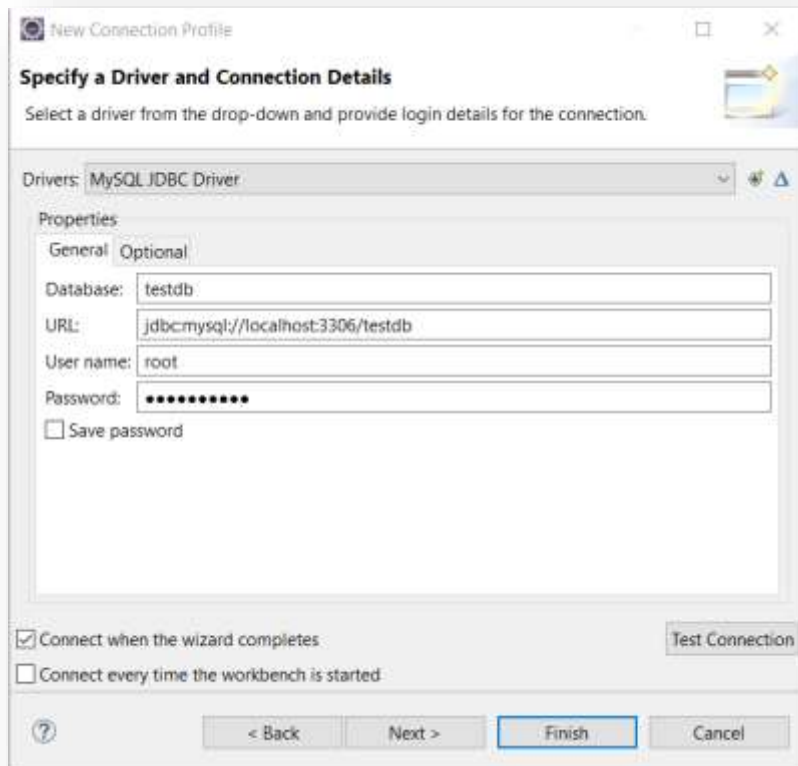 New Connection Profile
Specify a Driver and Connection Details
Select a driver from the drop-down and provide login details for the connection.
Drivers: MySQL JDBC Driver
Properties
General Optional
Database: testdb
URL: jdbc:mysql://localhost:3306/testdb
User name: root
Password: ●●●●●●●●●●
Save password
Connect when the wizard completes Test Connection
Connect every time the workbench is started
? < Back Next > Finish Cancel